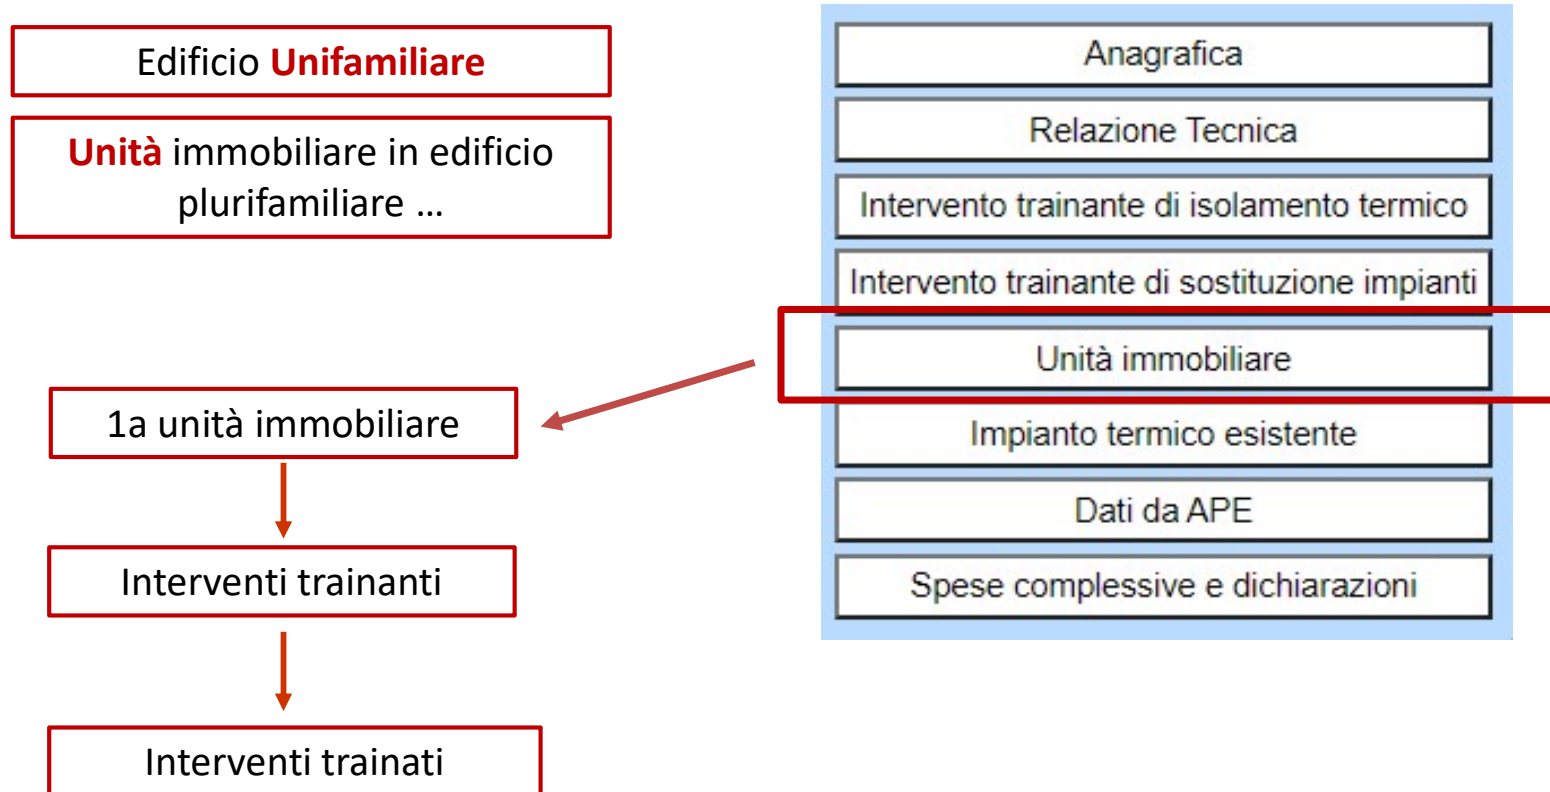 Edificio Unifamiliare
Unità immobiliare in edificio
plurifamiliare …
1a unità immobiliare
Interventi trainanti
Interventi trainati
Anagrafica
Relazione Tecnica
Intervento trainante di isolamento termico
Intervento trainante di sostituzione impianti
Unità immobiliare
Impianto termico esistente
Dati da APE
Spese complessive e dichiarazioni